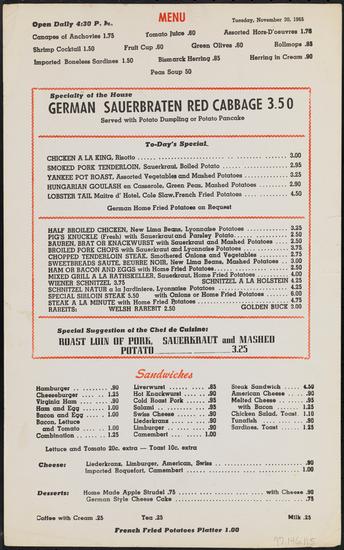 MENU
Open Daily 4:30 P. M.
Tuesday, November 30, 1965
Canapes of Anchovies 1.75 Tomato Juice .60 Assorted Hors-D'oeuvres 1.75
Shrimp Cocktail 1.50 Fruit Cup .60 Green Olives .60 Rollmops .85
Imported Boneless Sardines 1.50 Bismarck Herring .85 Herring in Cream .90
Peas Soup 50
Specialty of the House
GERMAN SAUERBRATEN RED CABBAGE 3.50
Served with Potato Dumpling or Potato Pancake
To-Day's Special.
CHICKEN A LA KING, Risotto 3.00
SMOKED PORK TENDERLOIN, Sauerkraut, Boiled Potato 2.95
YANKEE POT ROAST, Assorted Vegetables and Mashed Potatoes 3.25
HUNGARIAN GOULASH en Casserole, Green Peas, Mashed Potatoes 2.90
LOBSTER TAIL Maitre d' Hotel, Cole Slaw, French Potatoes 4.50
German Home Fried Potatoes on Request
HALF BROILED CHICKEN, New Lima Beans, Lyonnaise Potatoes 3.25
PIG'S KNUCKLE (Fresh) with Sauerkraut and Parsley Potato 2.50
BAUERN, BRAT OR KNACKWURST with Sauerkraut and Mashed Potatoes 2.50
BROILED PORK CHOPS with Sauerkraut and Lyonnaise Potatoes 3.75
CHOPPED TENDERLOIN STEAK, Smothered Onions and Vegetables 2.75
SWEETBREADS SAUTE, BEURRE NOIR, New Lima Beans, Mashed Potatoes 3.00
HAM OR BACON AND EGGS with Home Fried Potatoes 2.50
MIXED GRILL A LA RATHSKELLER, Sauerkraut, Home Fried Potatoes 4.00
WIENER SCHNITZEL 3.75 SCHNITZEL A LA HOLSTEIN 4.25
SCHNITZEL NATUR a la Jardiniere, Lyonnaise Potatoes 4.25
SPECIAL SIRLOIN STEAK 5.50 with Onions or Home Fried Potatoes 6.00
STEAK A LA MINUTE with Home Fried Potatoes 4.75
RAREITS: WELSH RAREBIT 2.50 GOLDEN BUCK 3.00
Special Suggestion of the Chef de Cuisine:
ROAST LOIN OF PORK, SAUERKRAUT and MASHED
POTATO 3.25
Sandwiches
Hamburger .90 Liverwurst .85 Steak Sandwich 4.50
Cheeseburger 1.25 Hot Knackwurst .90 American Cheese .90
Virginia Ham .90 Cold Roast Pork .85 Melted Cheese .95
Ham and Egg 1.00 Salami .85 with Bacon 1.25
Bacon and Egg 1.00 Swiss Cheese .90 Chicken Salad, Toast 1.10
Bacon, Lettuce Liederkranz .90 Tunafish .90
and Tomato 1.00 Limburger .90 Sardines, Toast 1.25
Combination 1.25 Camembert 1.00
Lettuce and Tomato 20c. extra — Toast 10c. extra
Cheese: Liederkranz, Limburger, American, Swiss .90
Imported Roquefort, Camembert 1.00
Desserts: Home Made Apple Strudel .75 with Cheese .90
German Style Cheese Cake .75
Coffee with Cream .25 Tea .25 Milk .25
French Fried Potatoes Platter 1.00